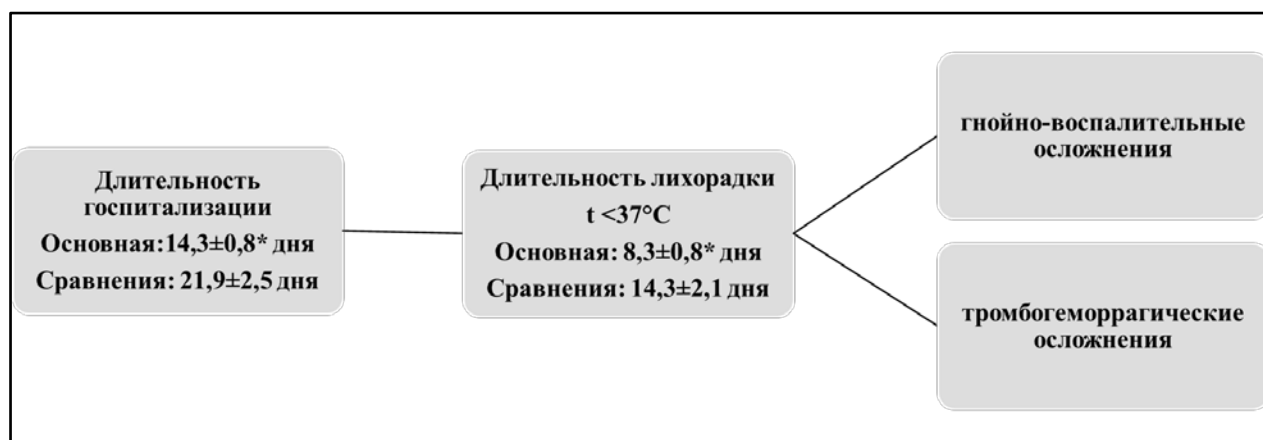 Длительность
госпитализации
Основная:14,3±0,8* дня
Сравнения: 21,9±2,5 дня
Длительность лихорадки
t <37°C
Основная: 8,3±0,8* дня
Сравнения: 14,3±2,1 дня
гнойно-воспалительные
осложнения
тромбогеморрагические
осложнения